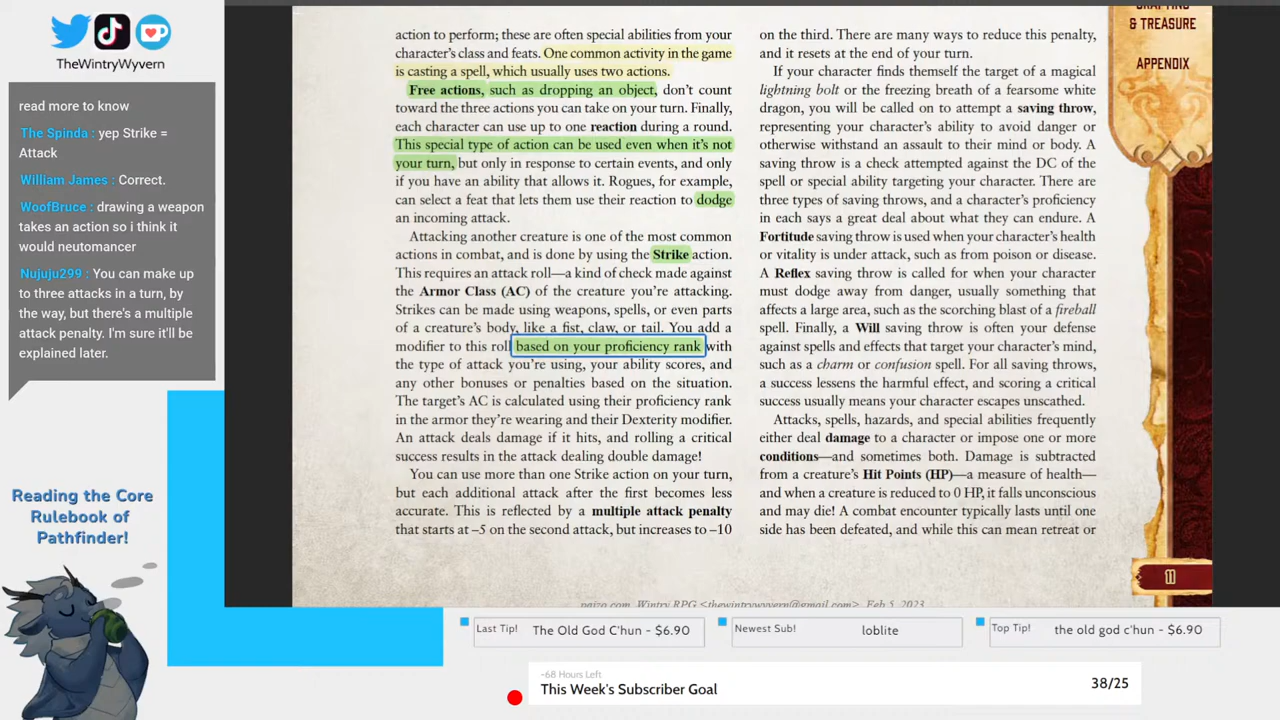 TheWintryWyvern
read more to know
The Spinda : yep Strike =
Attack
William James : Correct.
WoofBruce : drawing a weapon
takes an action so i think it
would neutomancer
Nujuju299 : You can make up
to three attacks in a turn, by
the way, but there's a multiple
attack penalty. I'm sure it'll be
explained later.
Reading the Core
Rulebook of
Pathfinder!
action to perform; these are often special abilities from your
character's class and feats. One common activity in the game
is casting a spell, which usually uses two actions.
Free actions, such as dropping an object, don't count
toward the three actions you can take on your turn. Finally,
each character can use up to one reaction during a round.
This special type of action can be used even when it's not
your turn, but only in response to certain events, and only
if you have an ability that allows it. Rogues, for example,
can select a feat that lets them use their reaction to dodge
an incoming attack.
Attacking another creature is one of the most common
actions in combat, and is done by using the Strike action.
This requires an attack roll—a kind of check made against
the Armor Class (AC) of the creature you're attacking.
Strikes can be made using weapons, spells, or even parts
of a creature's body, like a fist, claw, or tail. You add a
modifier to this roll based on your proficiency rank with
the type of attack you're using, your ability scores, and
any other bonuses or penalties based on the situation.
The target's AC is calculated using their proficiency rank
in the armor they're wearing and their Dexterity modifier.
An attack deals damage if it hits, and rolling a critical
success results in the attack dealing double damage!
You can use more than one Strike action on your turn,
but each additional attack after the first becomes less
accurate. This is reflected by a multiple attack penalty
that starts at –5 on the second attack, but increases to –10
on the third. There are many ways to reduce this penalty,
and it resets at the end of your turn.
If your character finds themself the target of a magical
lightning bolt or the freezing breath of a fearsome white
dragon, you will be called on to attempt a saving throw,
representing your character's ability to avoid danger or
otherwise withstand an assault to their mind or body. A
saving throw is a check attempted against the DC of the
spell or special ability targeting your character. There are
three types of saving throws, and a character's proficiency
in each says a great deal about what they can endure. A
Fortitude saving throw is used when your character's health
or vitality is under attack, such as from poison or disease.
A Reflex saving throw is called for when your character
must dodge away from danger, usually something that
affects a large area, such as the scorching blast of a fireball
spell. Finally, a Will saving throw is often your defense
against spells and effects that target your character's mind,
such as a charm or confusion spell. For all saving throws,
a success lessens the harmful effect, and scoring a critical
success usually means your character escapes unscathed.
Attacks, spells, hazards, and special abilities frequently
either deal damage to a character or impose one or more
conditions—and sometimes both. Damage is subtracted
from a creature's Hit Points (HP)—a measure of health—
and when a creature is reduced to 0 HP, it falls unconscious
and may die! A combat encounter typically lasts until one
side has been defeated, and while this can mean retreat or
& TREASURE
APPENDIX
11
paizo.com, Wintry RPG <thewintrywyvern@gmail.com>, Feb 5, 2023
Last Tip! The Old God C'hun - $6.90
Newest Sub! loblite
Top Tip! the old god c'hun - $6.90
-68 Hours Left
This Week's Subscriber Goal
38/25